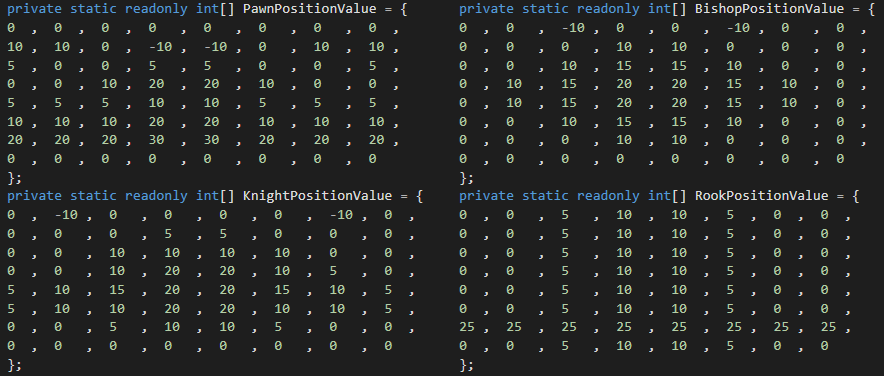 private static readonly int[] PawnPositionValue = {
0 , 0 , 0 , 0 , 0 , 0 , 0 , 0 ,
10 , 10 , 0 , -10 , -10 , 0 , 10 , 10 ,
5 , 0 , 0 , 5 , 5 , 0 , 0 , 5 ,
0 , 0 , 10 , 20 , 20 , 10 , 0 , 0 ,
5 , 5 , 5 , 10 , 10 , 5 , 5 , 5 ,
10 , 10 , 10 , 20 , 20 , 10 , 10 , 10 ,
20 , 20 , 20 , 30 , 30 , 20 , 20 , 20 ,
0 , 0 , 0 , 0 , 0 , 0 , 0 , 0
};
private static readonly int[] KnightPositionValue = {
0 , -10 , 0 , 0 , 0 , 0 , -10 , 0 ,
0 , 0 , 0 , 5 , 5 , 0 , 0 , 0 ,
0 , 0 , 10 , 10 , 10 , 10 , 0 , 0 ,
0 , 0 , 10 , 20 , 20 , 10 , 5 , 0 ,
5 , 10 , 15 , 20 , 20 , 15 , 10 , 5 ,
5 , 10 , 10 , 20 , 20 , 10 , 10 , 5 ,
0 , 0 , 5 , 10 , 10 , 5 , 0 , 0 ,
0 , 0 , 0 , 0 , 0 , 0 , 0 , 0
};
private static readonly int[] BishopPositionValue = {
0 , 0 , -10 , 0 , 0 , -10 , 0 , 0 ,
0 , 0 , 0 , 10 , 10 , 0 , 0 , 0 ,
0 , 0 , 10 , 15 , 15 , 10 , 0 , 0 ,
0 , 10 , 15 , 20 , 20 , 15 , 10 , 0 ,
0 , 10 , 15 , 20 , 20 , 15 , 10 , 0 ,
0 , 0 , 10 , 15 , 15 , 10 , 0 , 0 ,
0 , 0 , 0 , 10 , 10 , 0 , 0 , 0 ,
0 , 0 , 0 , 0 , 0 , 0 , 0 , 0
};
private static readonly int[] RookPositionValue = {
0 , 0 , 5 , 10 , 10 , 5 , 0 , 0 ,
0 , 0 , 5 , 10 , 10 , 5 , 0 , 0 ,
0 , 0 , 5 , 10 , 10 , 5 , 0 , 0 ,
0 , 0 , 5 , 10 , 10 , 5 , 0 , 0 ,
0 , 0 , 5 , 10 , 10 , 5 , 0 , 0 ,
0 , 0 , 5 , 10 , 10 , 5 , 0 , 0 ,
25 , 25 , 25 , 25 , 25 , 25 , 25 , 25 ,
0 , 0 , 5 , 10 , 10 , 5 , 0 , 0
};